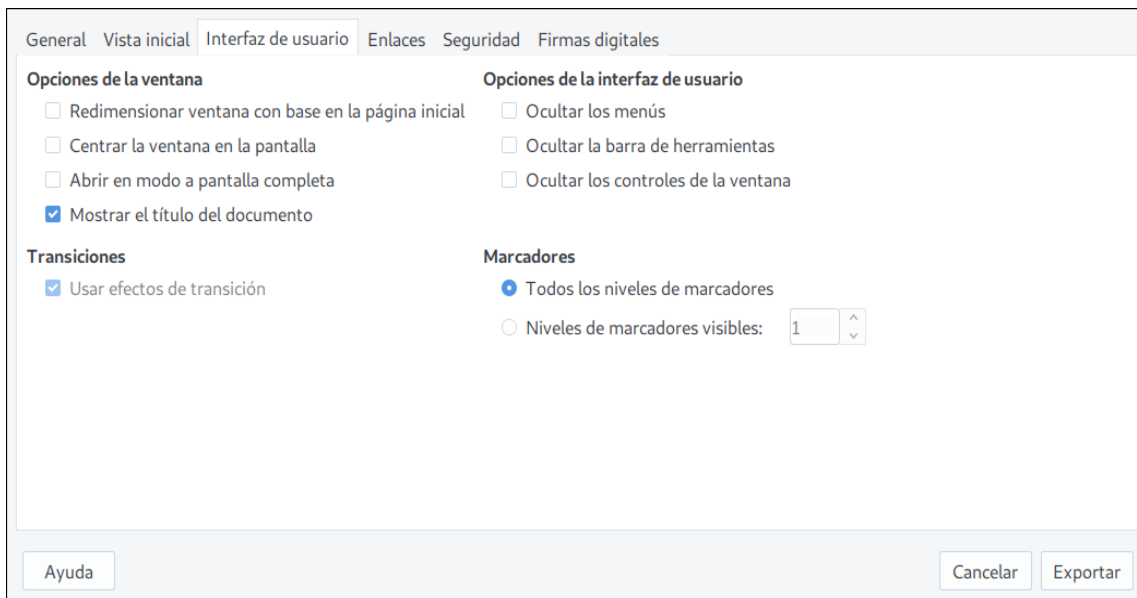 General Vista inicial Interfaz de usuario Enlaces Seguridad Firmas digitales
Opciones de la ventana
Redimensionar ventana con base en la página inicial
Centrar la ventana en la pantalla
Abrir en modo a pantalla completa
Mostrar el título del documento
Opciones de la interfaz de usuario
Ocultar los menús
Ocultar la barra de herramientas
Ocultar los controles de la ventana
Transiciones
Usar efectos de transición
Marcadores
Todos los niveles de marcadores
Niveles de marcadores visibles: 1
Ayuda Cancelar Exportar